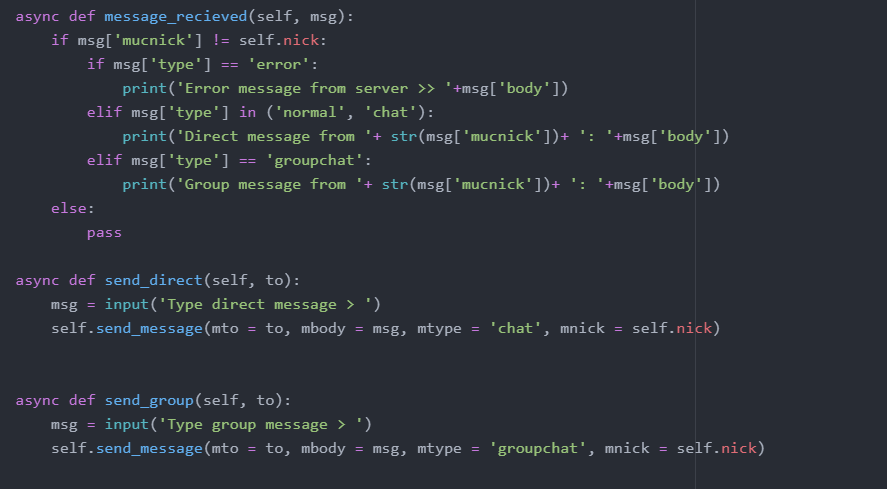 async def message_recieved(self, msg):
    if msg['mucnick'] != self.nick:
        if msg['type'] == 'error':
            print('Error message from server >> '+msg['body'])
        elif msg['type'] in ('normal', 'chat'):
            print('Direct message from '+ str(msg['mucnick'])+ ': '+msg['body'])
        elif msg['type'] == 'groupchat':
            print('Group message from '+ str(msg['mucnick'])+ ': '+msg['body'])
    else:
        pass
async def send_direct(self, to):
    msg = input('Type direct message > ')
    self.send_message(mto = to, mbody = msg, mtype = 'chat', mnick = self.nick)
async def send_group(self, to):
    msg = input('Type group message > ')
    self.send_message(mto = to, mbody = msg, mtype = 'groupchat', mnick = self.nick)